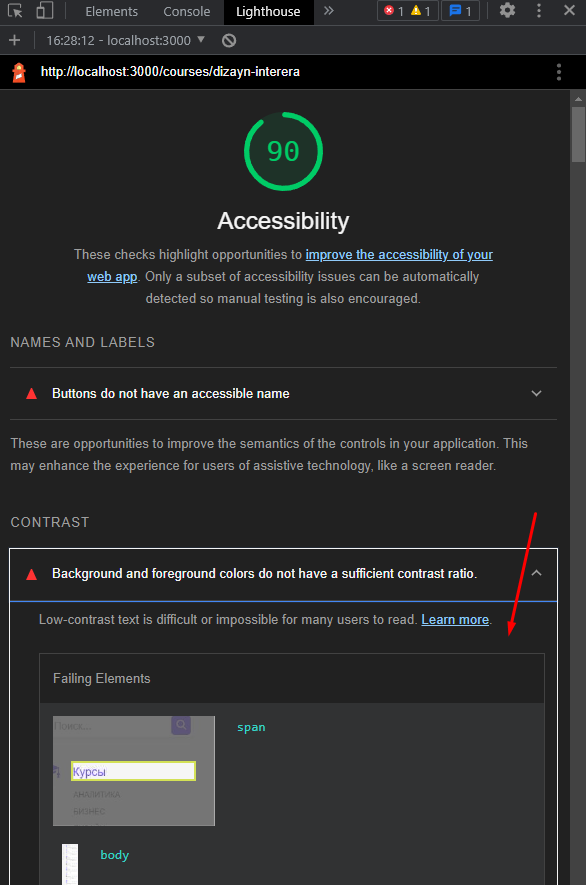 Elements Console Lighthouse » 1 1 1
+ 16:28:12 - localhost:3000
http://localhost:3000/courses/dizayn-interera
90
Accessibility
These checks highlight opportunities to improve the accessibility of your
web app. Only a subset of accessibility issues can be automatically
detected so manual testing is also encouraged.
NAMES AND LABELS
Buttons do not have an accessible name
These are opportunities to improve the semantics of the controls in your application. This
may enhance the experience for users of assistive technology, like a screen reader.
CONTRAST
Background and foreground colors do not have a sufficient contrast ratio.
Low-contrast text is difficult or impossible for many users to read. Learn more.
Failing Elements
Поиск...
span
Курсы
АНАЛИТИКА
БИЗНЕС
body